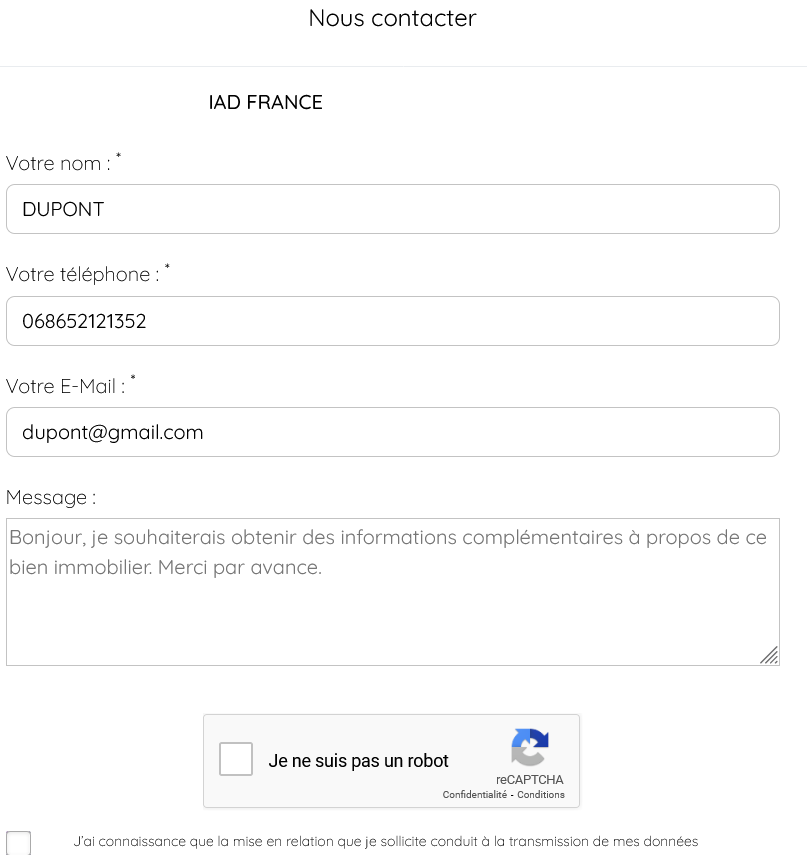 Nous contacter
IAD FRANCE
Votre nom : *
DUPONT
Votre téléphone : *
068652121352
Votre E-Mail : *
dupont@gmail.com
Message :
Bonjour, je souhaiterais obtenir des informations complémentaires à propos de ce
bien immobilier. Merci par avance.
Je ne suis pas un robot
reCAPTCHA
Confidentialité - Conditions
J'ai connaissance que la mise en relation que je sollicite conduit à la transmission de mes données